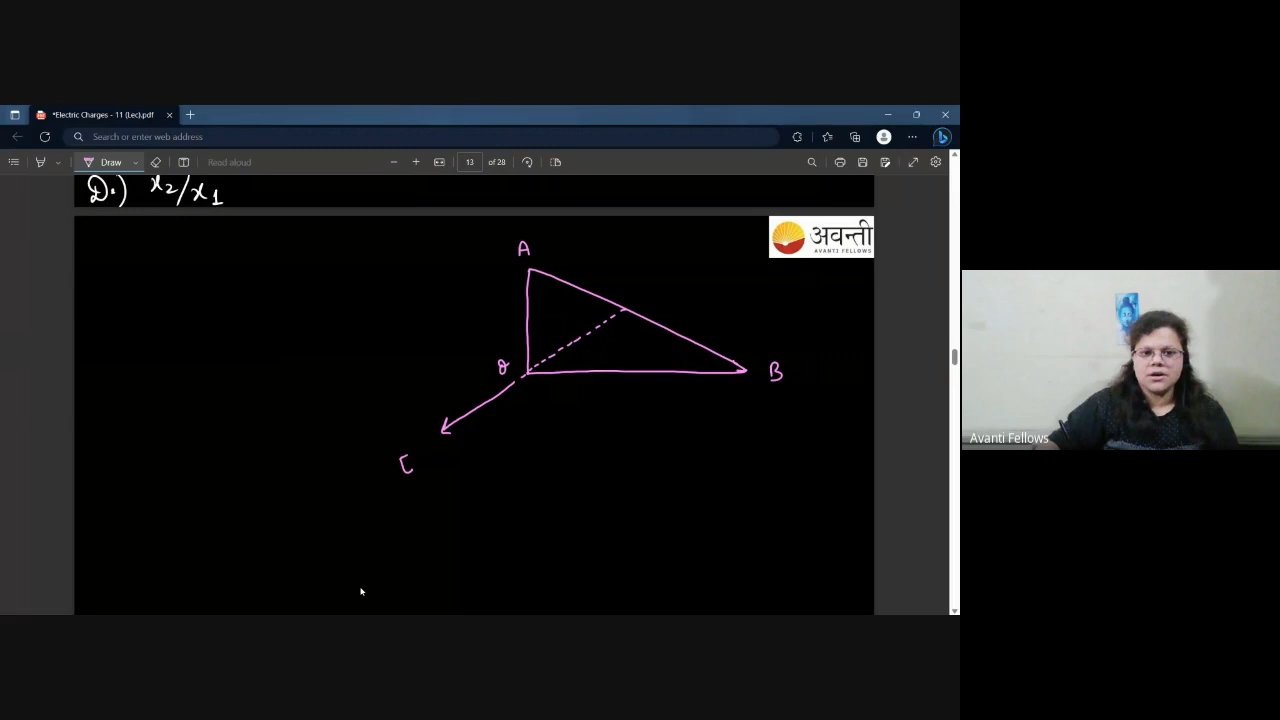 *Electric Charges - 11 (Lec).pdf
Search or enter web address
Draw
Read aloud
13 of 28
D.) x2/x1
अवन्ती
AVANTI FELLOWS
A
O
B
C
Avanti Fellows